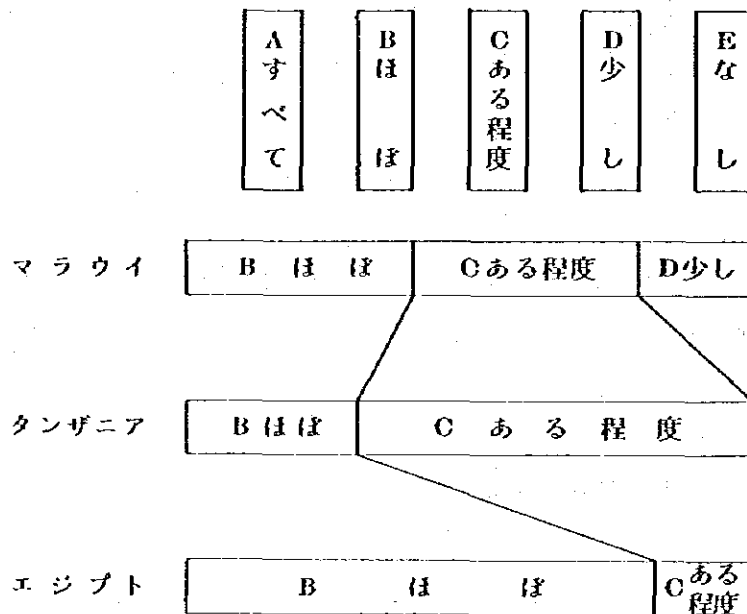 A すべて
B ほぼ
C ある程度
D 少し
E なし
マラウイ B ほぼ C ある程度 D 少し
タンザニア B ほぼ C ある程度
エジプト B ほぼ C ある程度